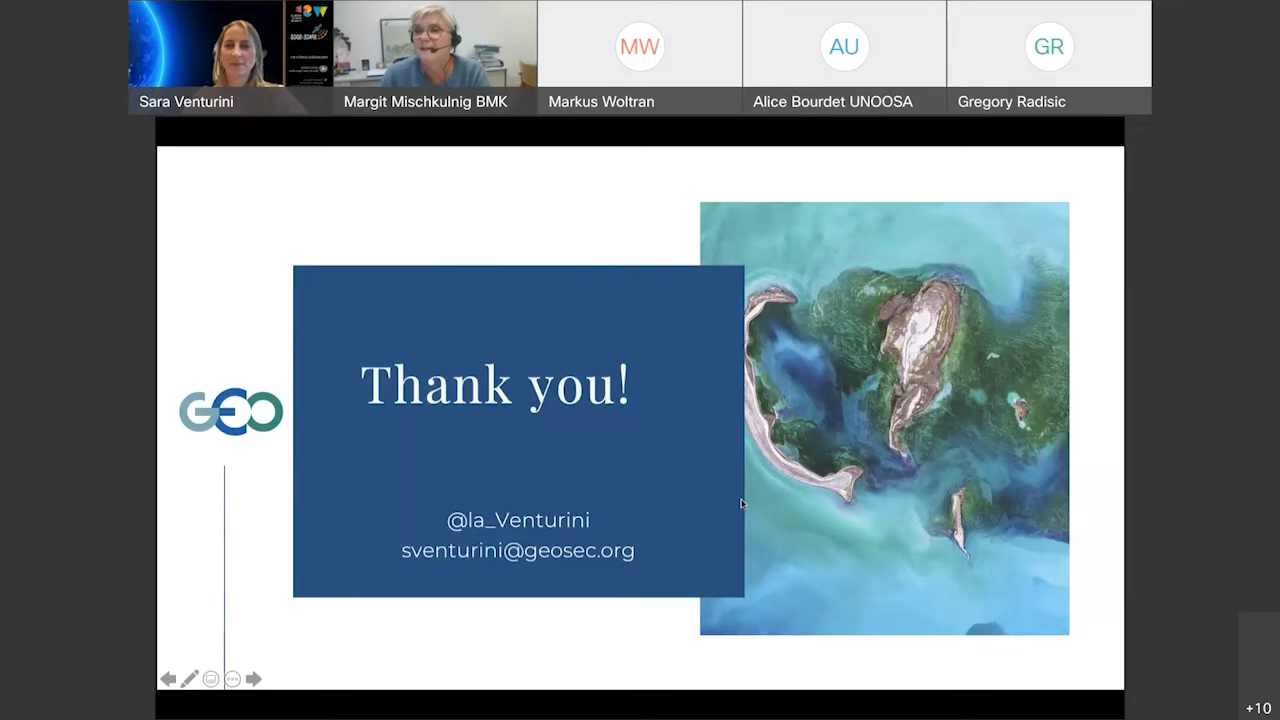 Sara Venturini
Margit Mischkulnig BMK
MW
Markus Woltran
AU
Alice Bourdet UNOOSA
GR
Gregory Radisic
GEO
Thank you!
@la_Venturini
sventurini@geosec.org
+10